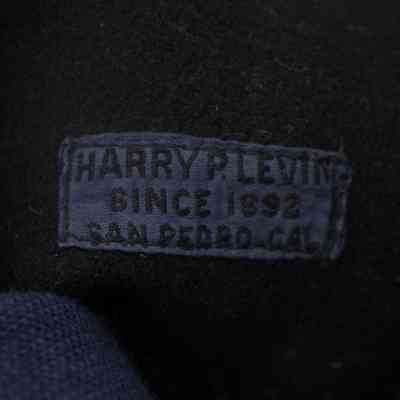 HARRY P. LEVIN
SINCE 1892
SAN PEDRO-CAL